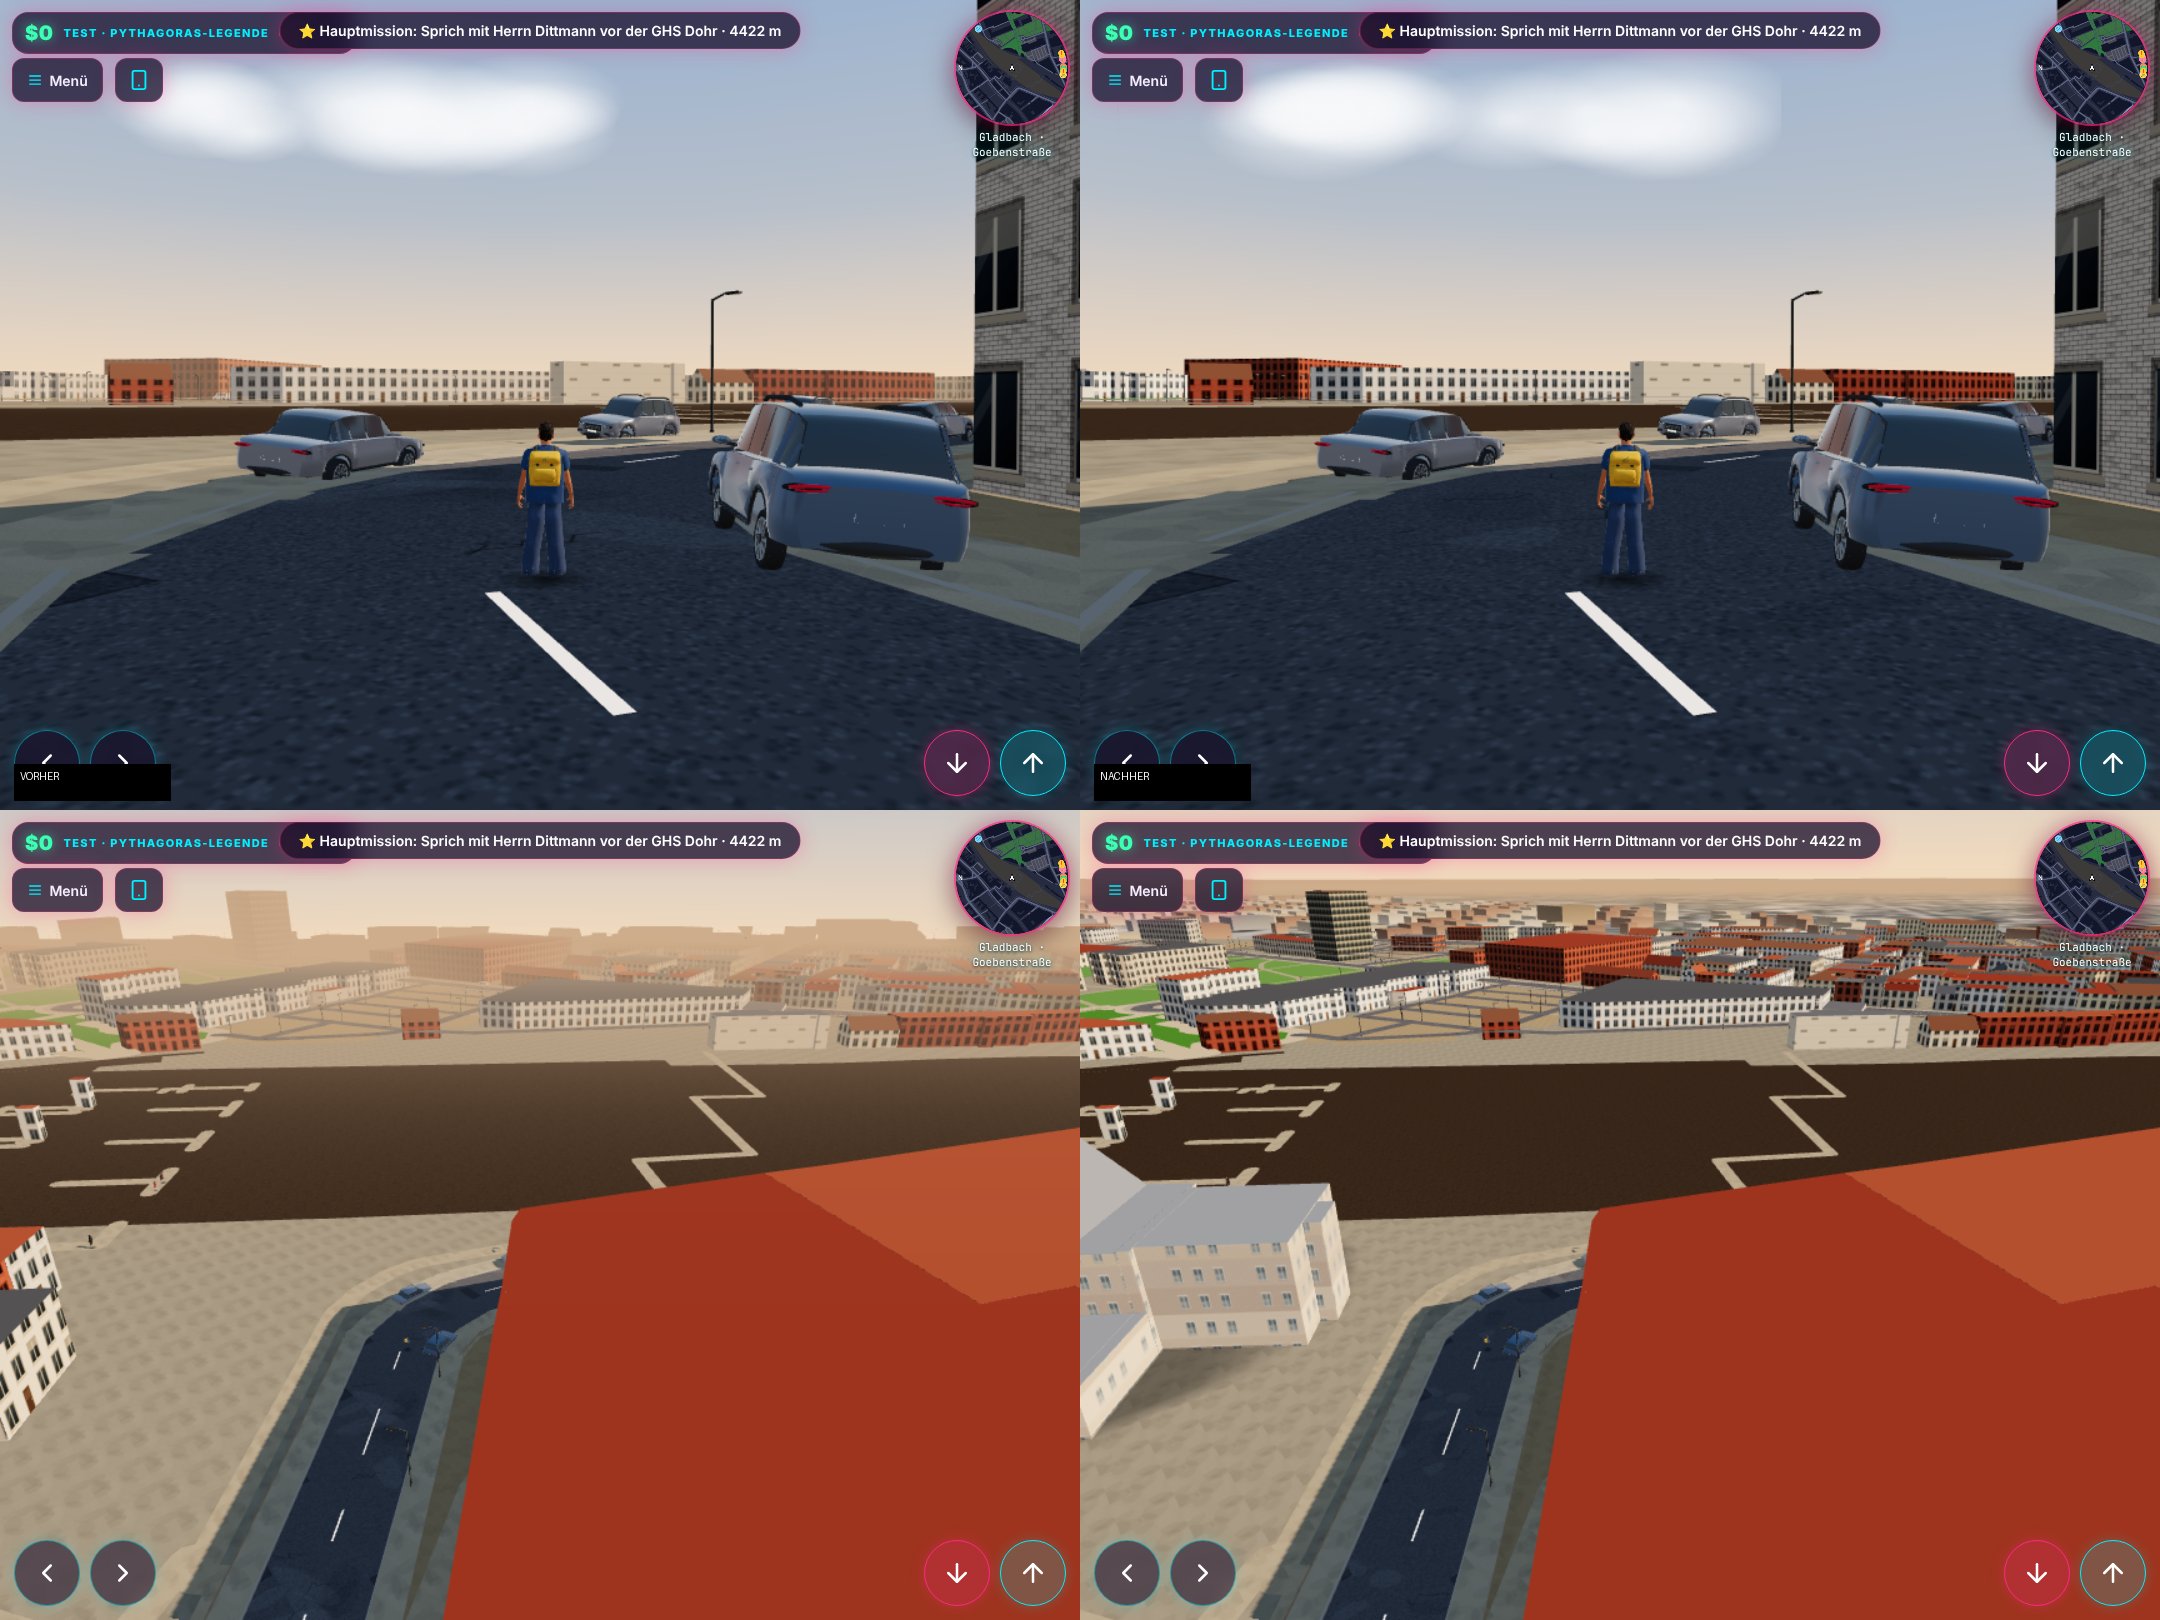 $0 TEST · PYTHAGORAS-LEGENDE
⭐ Hauptmission: Sprich mit Herrn Dittmann vor der GHS Dohr · 4422 m
Menü
N
Gladbach ·
Goebenstraße
VORHER
$0 TEST · PYTHAGORAS-LEGENDE
⭐ Hauptmission: Sprich mit Herrn Dittmann vor der GHS Dohr · 4422 m
Menü
N
Gladbach ·
Goebenstraße
NACHHER
$0 TEST · PYTHAGORAS-LEGENDE
⭐ Hauptmission: Sprich mit Herrn Dittmann vor der GHS Dohr · 4422 m
Menü
N
Gladbach ·
Goebenstraße
$0 TEST · PYTHAGORAS-LEGENDE
⭐ Hauptmission: Sprich mit Herrn Dittmann vor der GHS Dohr · 4422 m
Menü
N
Gladbach ·
Goebenstraße